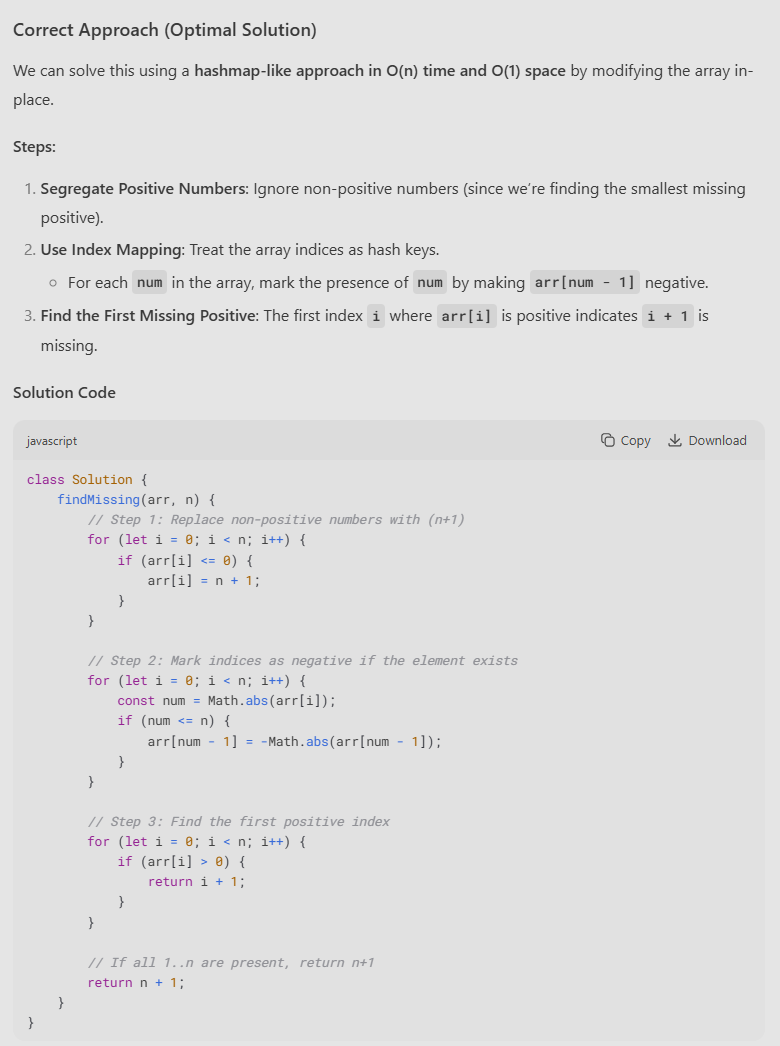 Correct Approach (Optimal Solution)
We can solve this using a hashmap-like approach in O(n) time and O(1) space by modifying the array in-
place.
Steps:
1. Segregate Positive Numbers: Ignore non-positive numbers (since we're finding the smallest missing
positive).
2. Use Index Mapping: Treat the array indices as hash keys.
○ For each num in the array, mark the presence of num by making arr[num - 1] negative.
3. Find the First Missing Positive: The first index i where arr[i] is positive indicates i + 1 is
missing.
Solution Code
javascript Copy Download
class Solution {
    findMissing(arr, n) {
        // Step 1: Replace non-positive numbers with (n+1)
        for (let i = 0; i < n; i++) {
            if (arr[i] <= 0) {
                arr[i] = n + 1;
            }
        }
        // Step 2: Mark indices as negative if the element exists
        for (let i = 0; i < n; i++) {
            const num = Math.abs(arr[i]);
            if (num <= n) {
                arr[num - 1] = -Math.abs(arr[num - 1]);
            }
        }
        // Step 3: Find the first positive index
        for (let i = 0; i < n; i++) {
            if (arr[i] > 0) {
                return i + 1;
            }
        }
        // If all 1..n are present, return n+1
        return n + 1;
    }
}